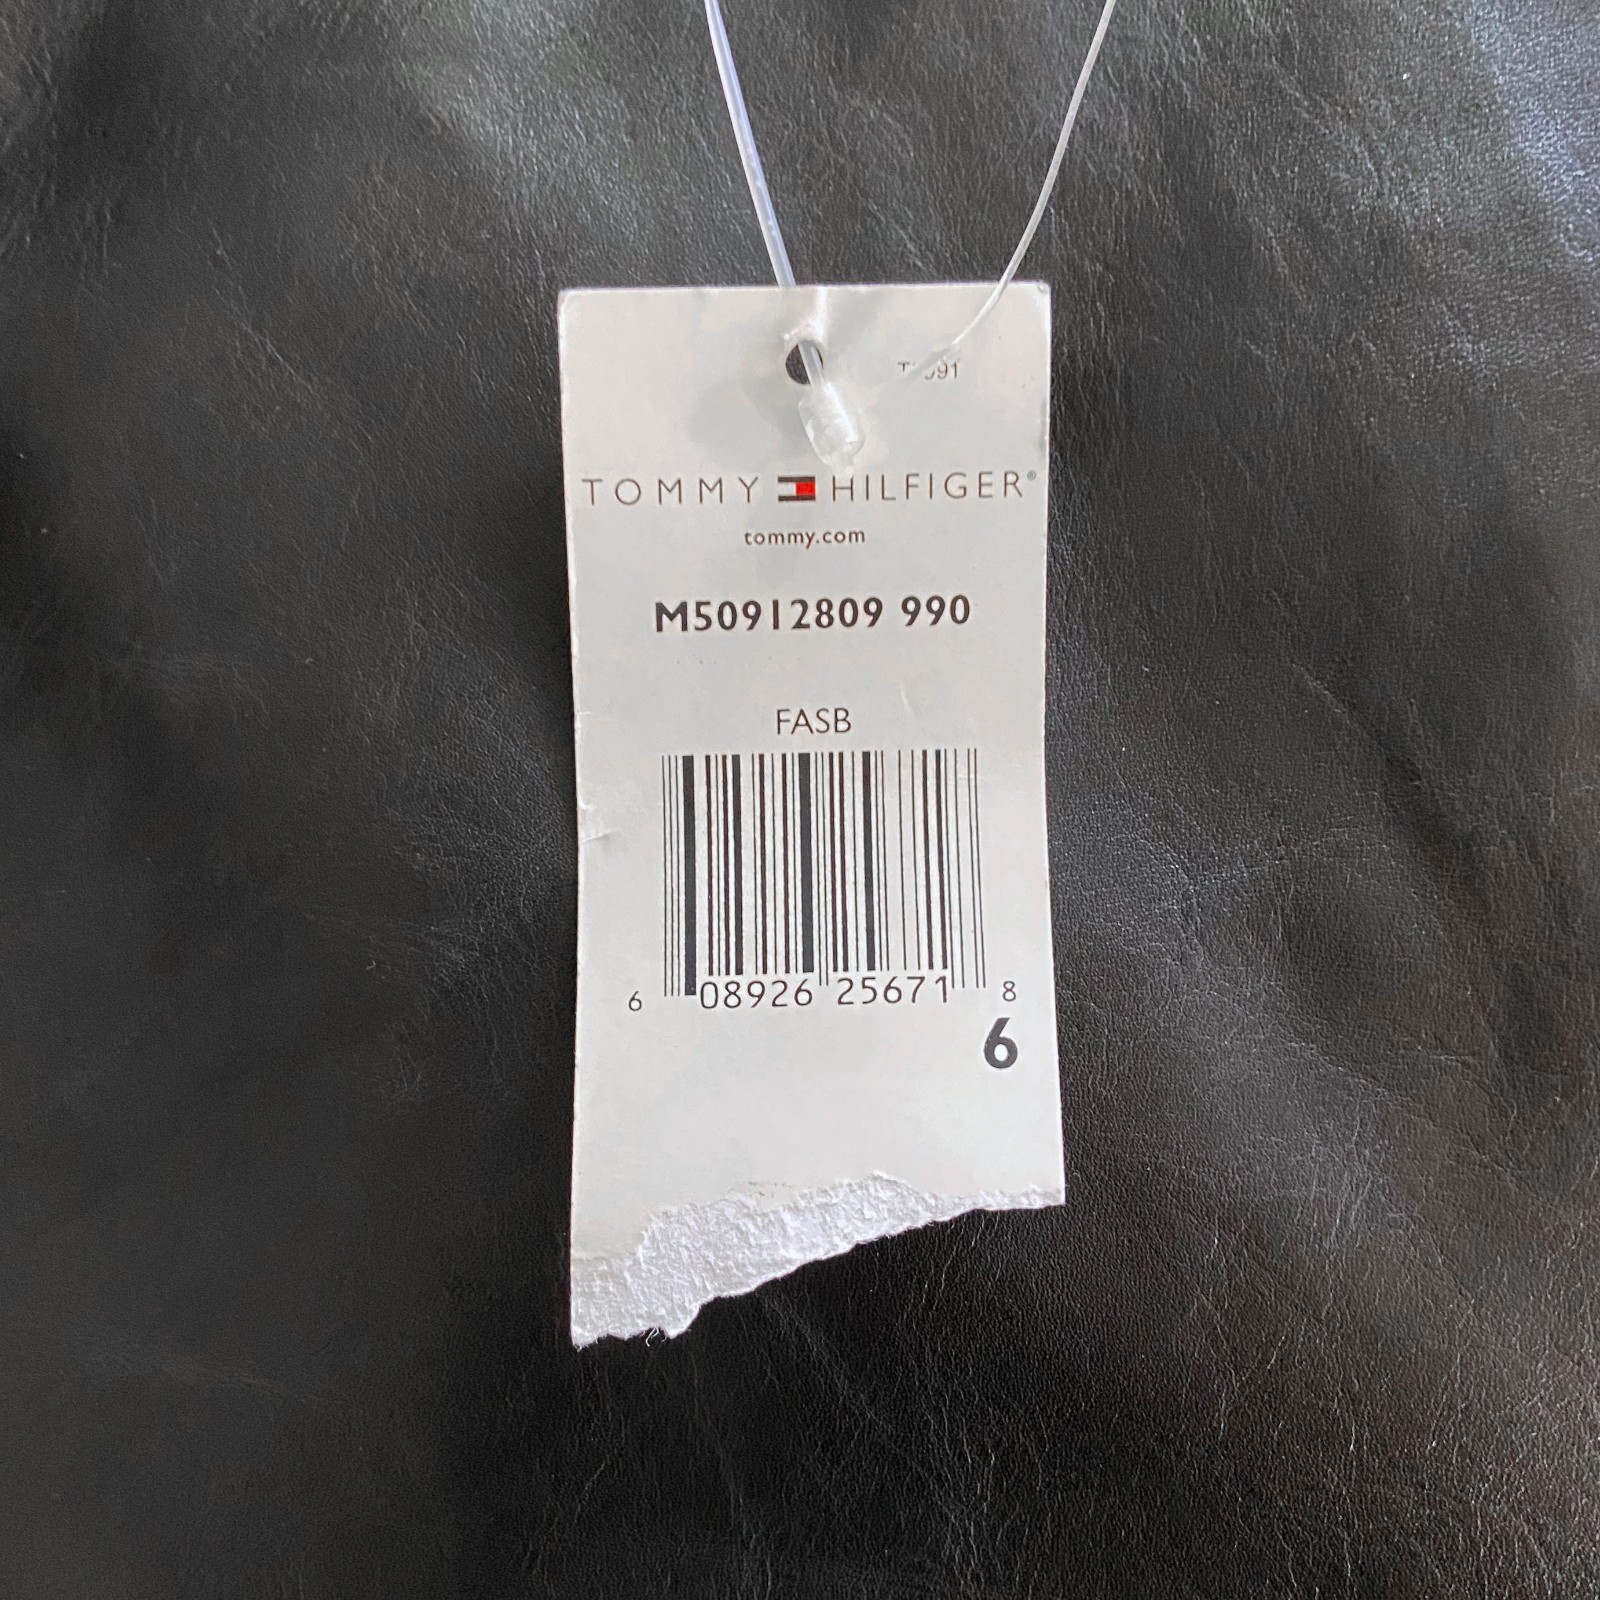 TOMMY HILFIGER®
tommy.com
M50912809 990
FASB
6 08926 25671 8
6